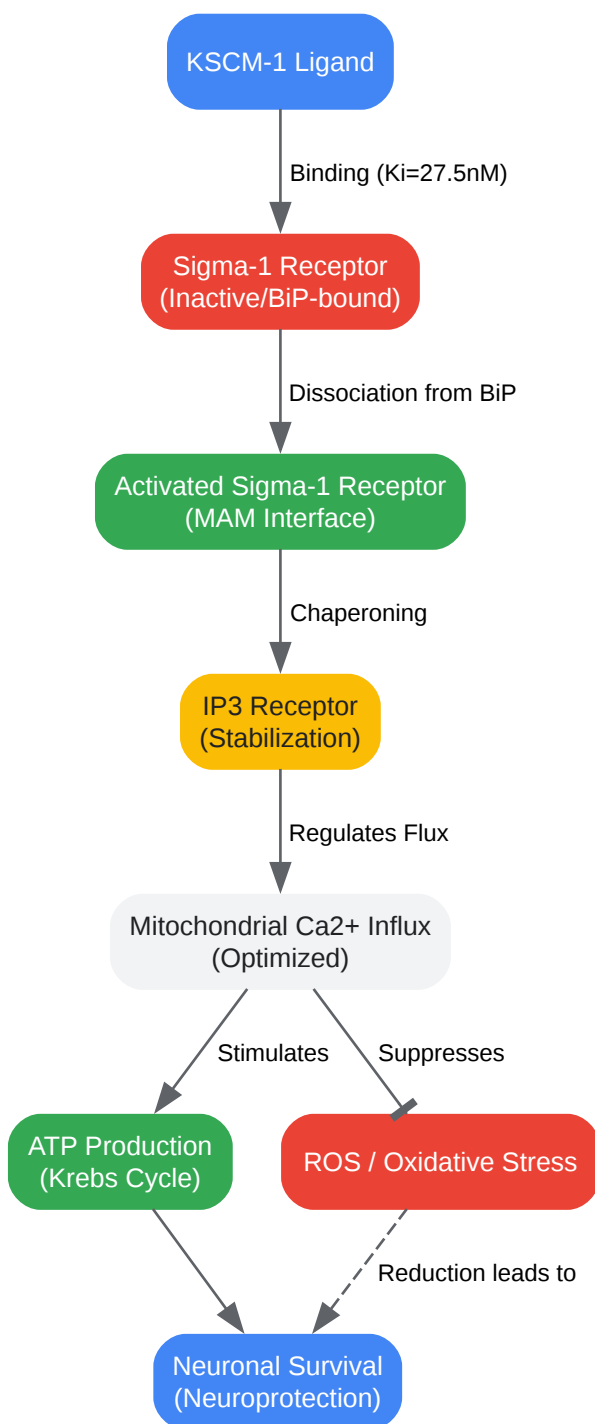 KSCM-1 Ligand
Binding (Ki=27.5nM)
Sigma-1 Receptor
(Inactive/BiP-bound)
Dissociation from BiP
Activated Sigma-1 Receptor
(MAM Interface)
Chaperoning
IP3 Receptor
(Stabilization)
Regulates Flux
Mitochondrial Ca2+ Influx
(Optimized)
Stimulates
Suppresses
ATP Production
(Krebs Cycle)
ROS / Oxidative Stress
Reduction leads to
Neuronal Survival
(Neuroprotection)